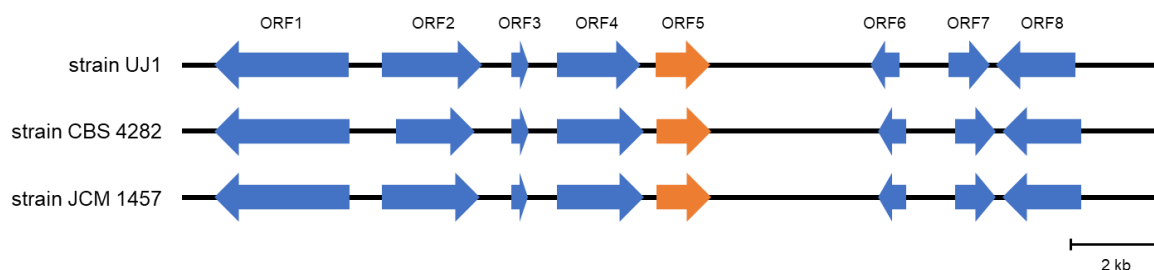 ORF1 ORF2 ORF3 ORF4 ORF5 ORF6 ORF7 ORF8
strain UJ1
strain CBS 4282
strain JCM 1457
2 kb